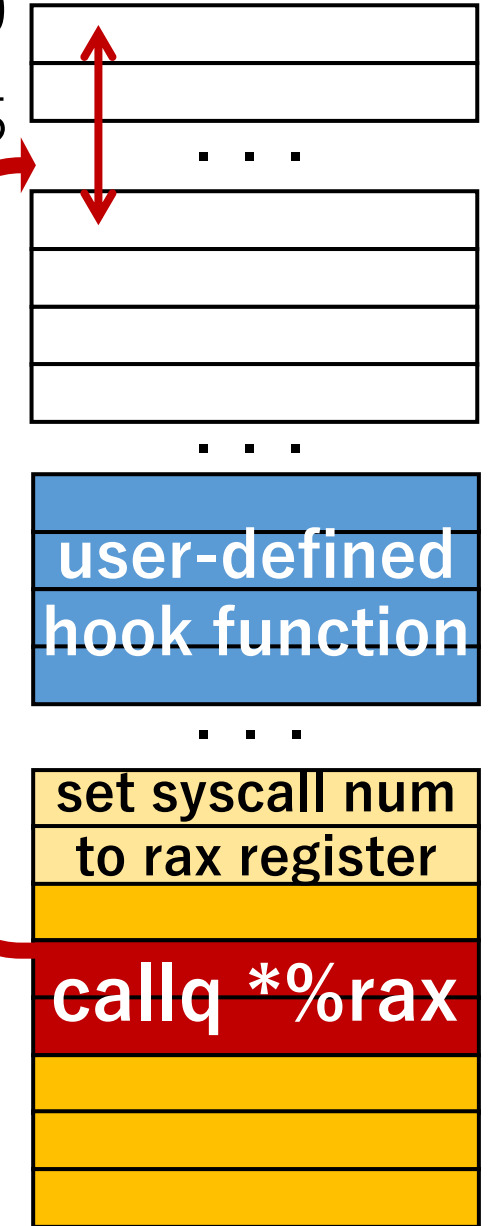 . . .
. . .
user-defined
hook function
. . .
set syscall num
to rax register
callq *%rax